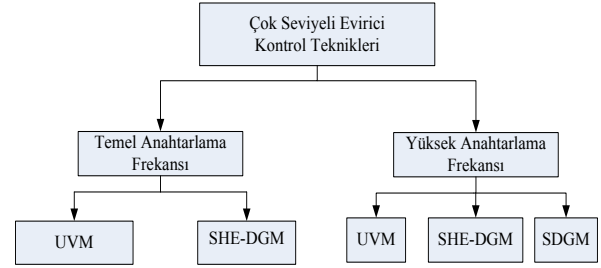 Çok Seviyeli Evirici
Kontrol Teknikleri
Temel Anahtarlama
Frekansı
Yüksek Anahtarlama
Frekansı
UVM
SHE-DGM
UVM
SHE-DGM
SDGM